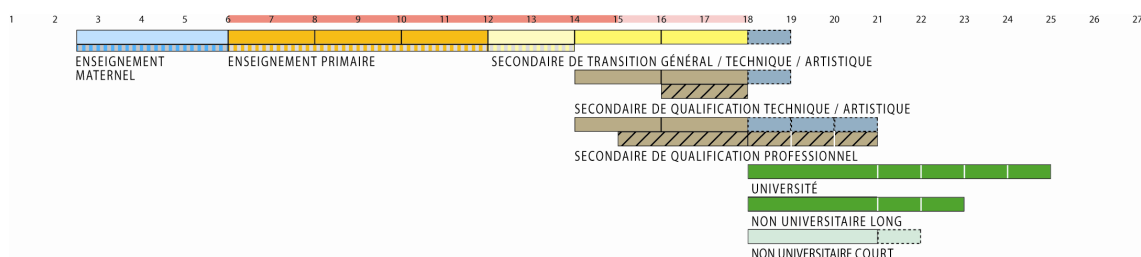 1 2 3 4 5 6 7 8 9 10 11 12 13 14 15 16 17 18 19 20 21 22 23 24 25 26 27
ENSEIGNEMENT
MATERNEL
ENSEIGNEMENT PRIMAIRE
SECONDAIRE DE TRANSITION GÉNÉRAL / TECHNIQUE / ARTISTIQUE
SECONDAIRE DE QUALIFICATION TECHNIQUE / ARTISTIQUE
SECONDAIRE DE QUALIFICATION PROFESSIONNEL
UNIVERSITÉ
NON UNIVERSITAIRE LONG
NON UNIVERSITAIRE COURT